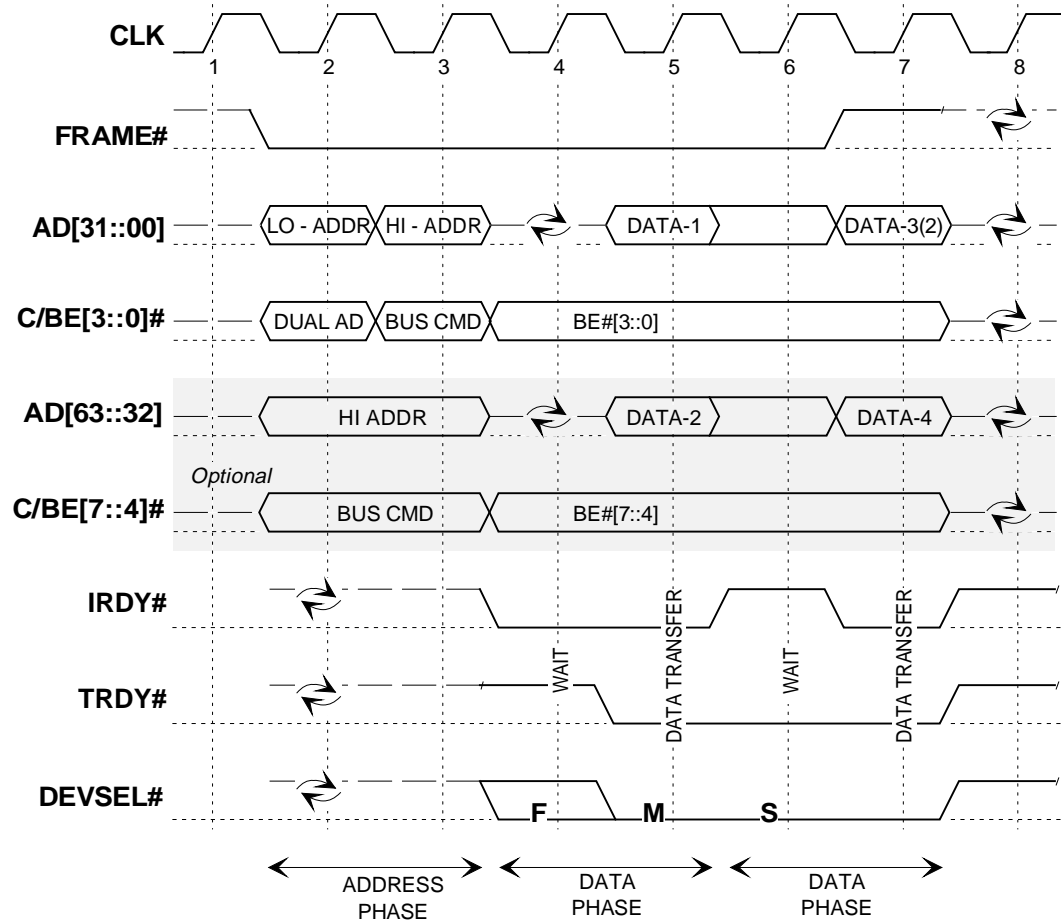 CLK
1 2 3 4 5 6 7 8
FRAME#
AD[31::00] LO - ADDR HI - ADDR DATA-1 DATA-3(2)
C/BE[3::0]# DUAL AD BUS CMD BE#[3::0]
AD[63::32] HI ADDR DATA-2 DATA-4
Optional
C/BE[7::4]# BUS CMD BE#[7::4]
IRDY#
WAIT
DATA TRANSFER
WAIT
DATA TRANSFER
TRDY#
DEVSEL# F M S
ADDRESS
PHASE
DATA
PHASE
DATA
PHASE